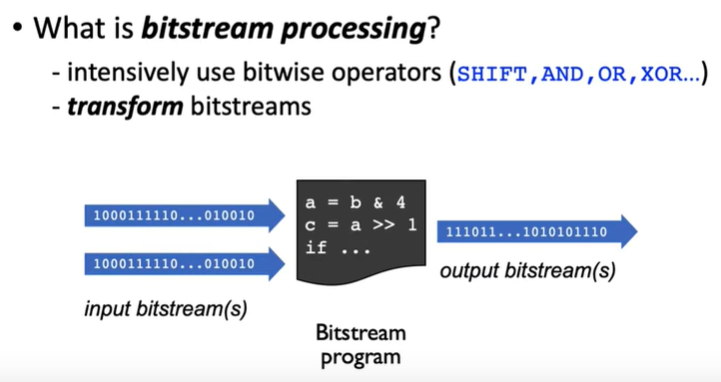 • What is bitstream processing?
- intensively use bitwise operators (SHIFT,AND,OR,XOR…)
- transform bitstreams
1000111110...010010
1000111110...010010
input bitstream(s)
a = b & 4
c = a >> 1
if ...
Bitstream
program
111011...1010101110
output bitstream(s)